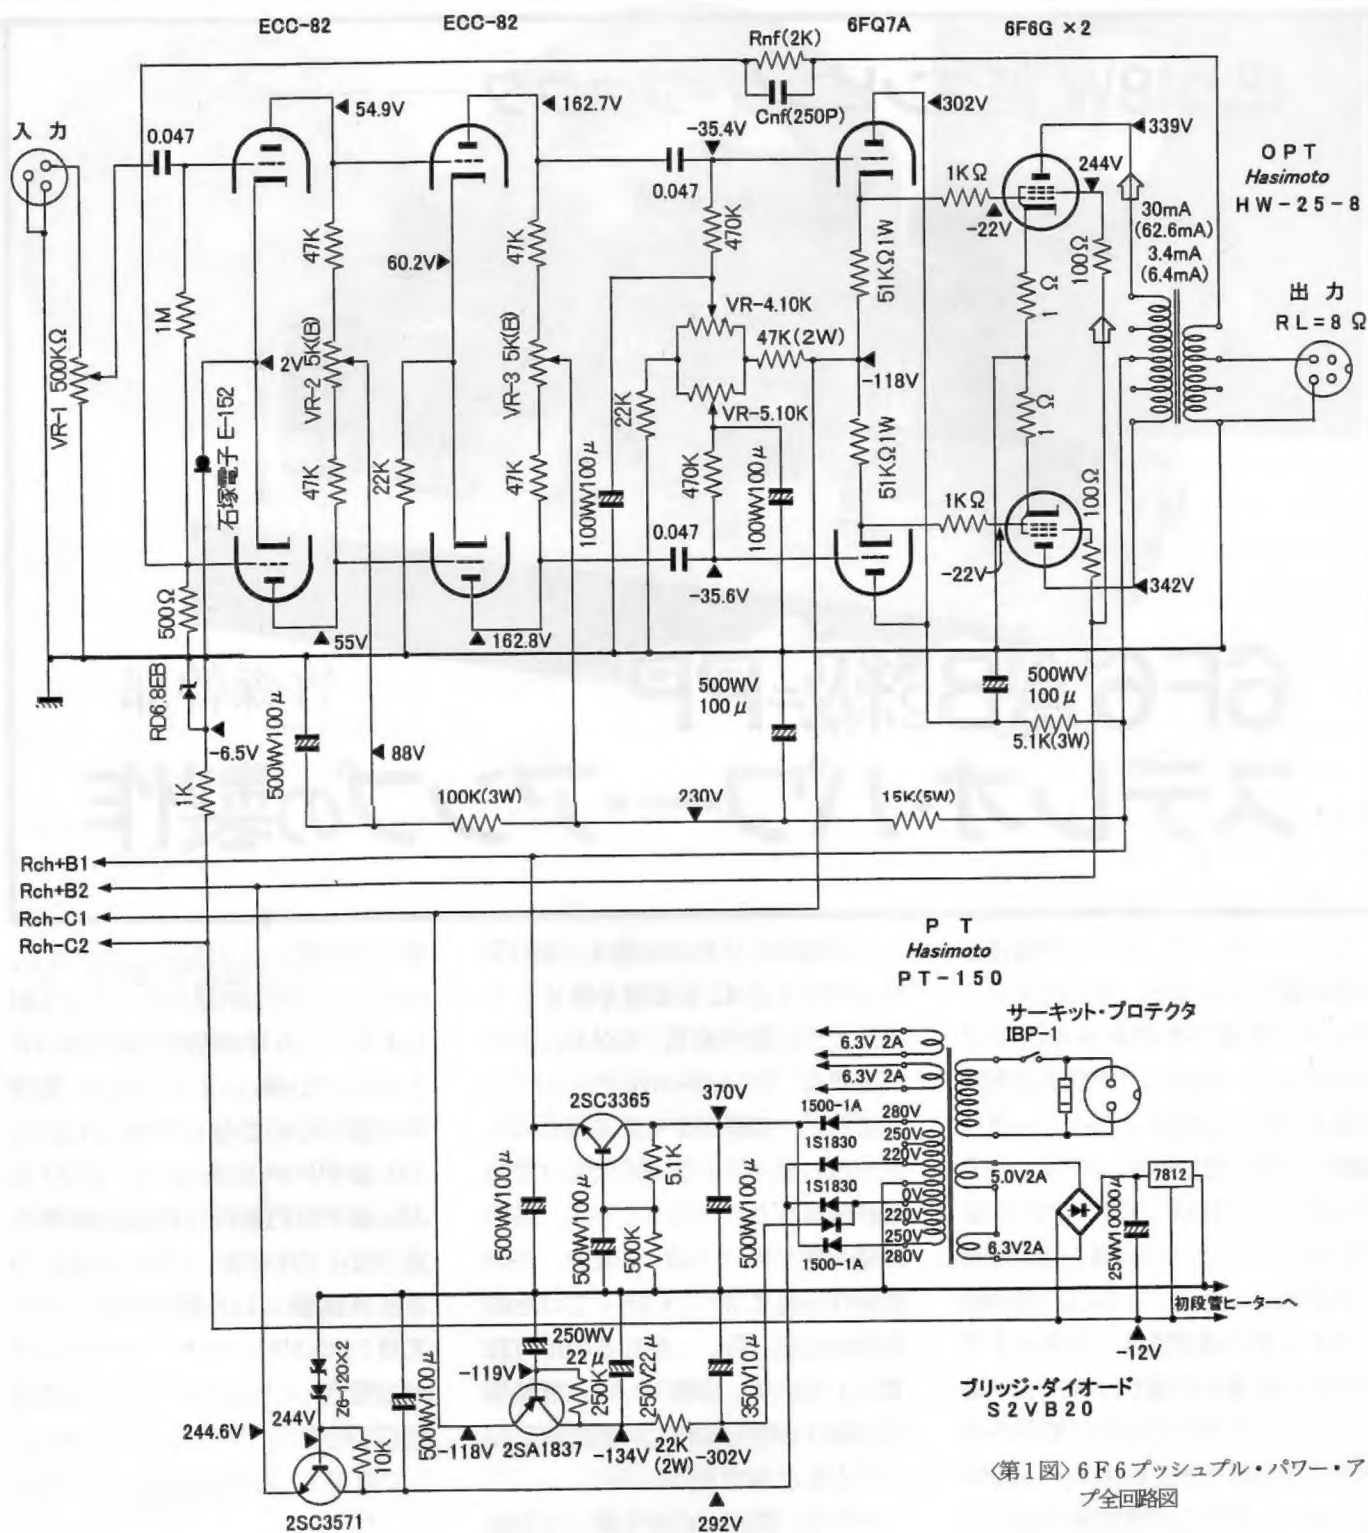 ECC-82
ECC-82
6FQ7A
6F6G ×2
Rnf(2K)
Cnf(250P)
入 力
0.047
54.9V
162.7V
-35.4V
302V
339V
OPT
Hasimoto
HW-25-8
0.047
1KΩ
244V
-22V
30mA
(62.6mA)
3.4mA
(6.4mA)
47K
47K
470K
60.2V
51KΩ1W
1Ω
100Ω
出 力
RL=8 Ω
1M
VR-4.10K
47K(2W)
VR-1 500KΩ
2V
VR-2 5K(B)
VR-3 5K(B)
-118V
22K
VR-5.10K
1Ω
石塚電子 E-152
47K
22K
47K
100WV100μ
470K
100WV100μ
51KΩ1W
1KΩ
100Ω
0.047
-22V
500Ω
-35.6V
342V
55V
162.8V
RD6.8EB
500WV
100μ
500WV
100μ
-6.5V
5.1K(3W)
500WV100μ
88V
1K
100K(3W)
230V
15K(5W)
Rch+B1
Rch+B2
Rch-C1
Rch-C2
PT
Hasimoto
PT-150
サーキット・プロテクタ
IBP-1
6.3V 2A
6.3V 2A
2SC3365
370V
1500-1A
280V
250V
220V
1S1830
5.1K
500WV100μ
500WV100μ
500K
500WV100μ
1S1830
0V
220V
250V
280V
1500-1A
5.0V2A
7812
6.3V2A
25WV10000μ
初段管ヒーターへ
-12V
Z6-120×2
500WV100μ
250WV
22μ
-119V
250K
250V22μ
350V10μ
ブリッジ・ダイオード
S2VB20
244.6V
244V
10K
-118V
2SA1837
-134V
22K
(2W)
-302V
〈第1図〉6F6プッシュプル・パワー・ア
プ全回路図
2SC3571
292V